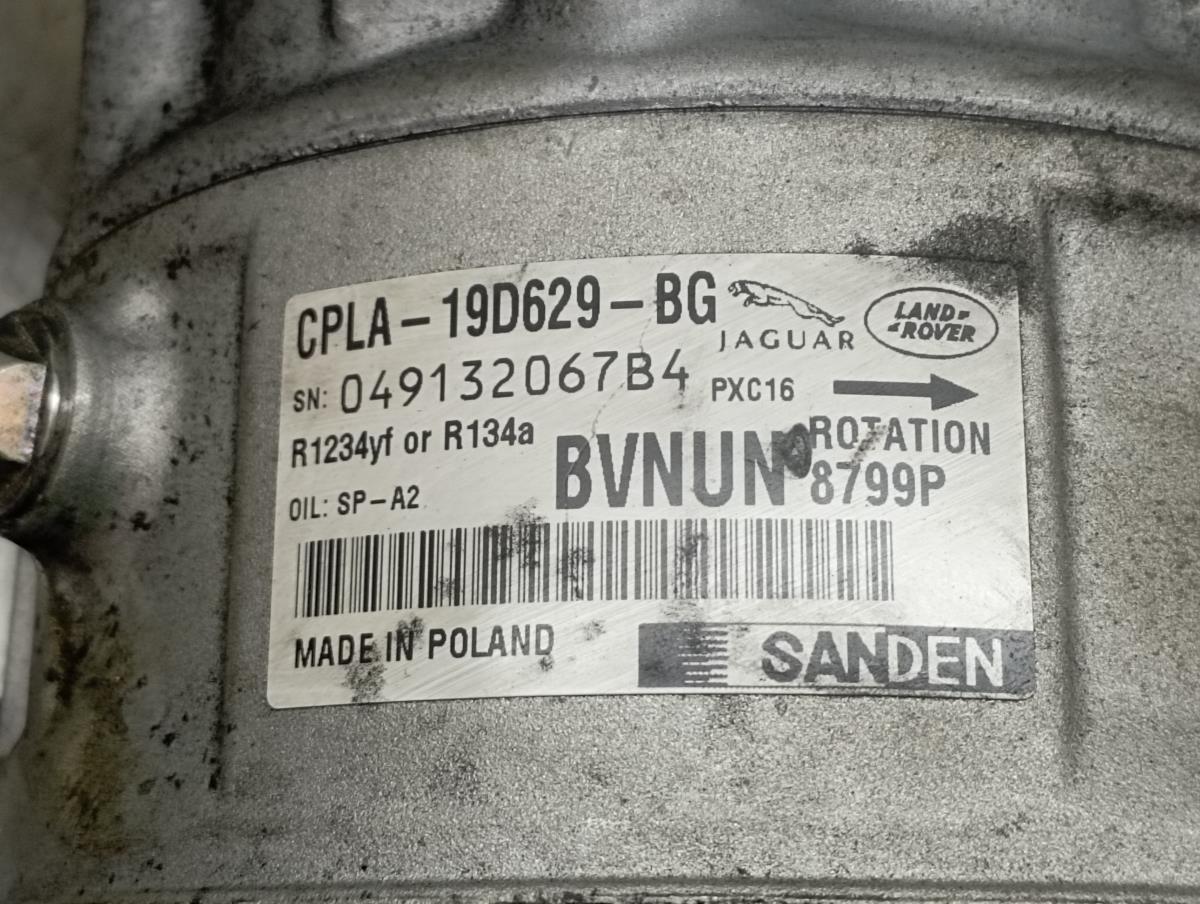 CPLA-19D629-BG
JAGUAR
LAND-
-ROVER
SN: 049132067B4
PXC16
R1234yf or R134a
BVNUN
ROTATION
OIL: SP-A2
8799P
MADE IN POLAND
SANDEN